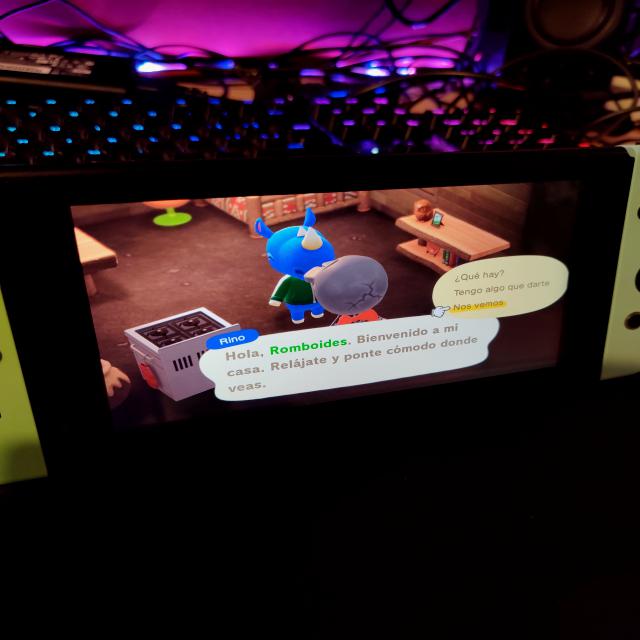 ¿Qué hay?
Tengo algo que darte
Nos vemos
Rino
Hola, Romboides. Bienvenido a mi
casa. Relájate y ponte cómodo donde
veas.